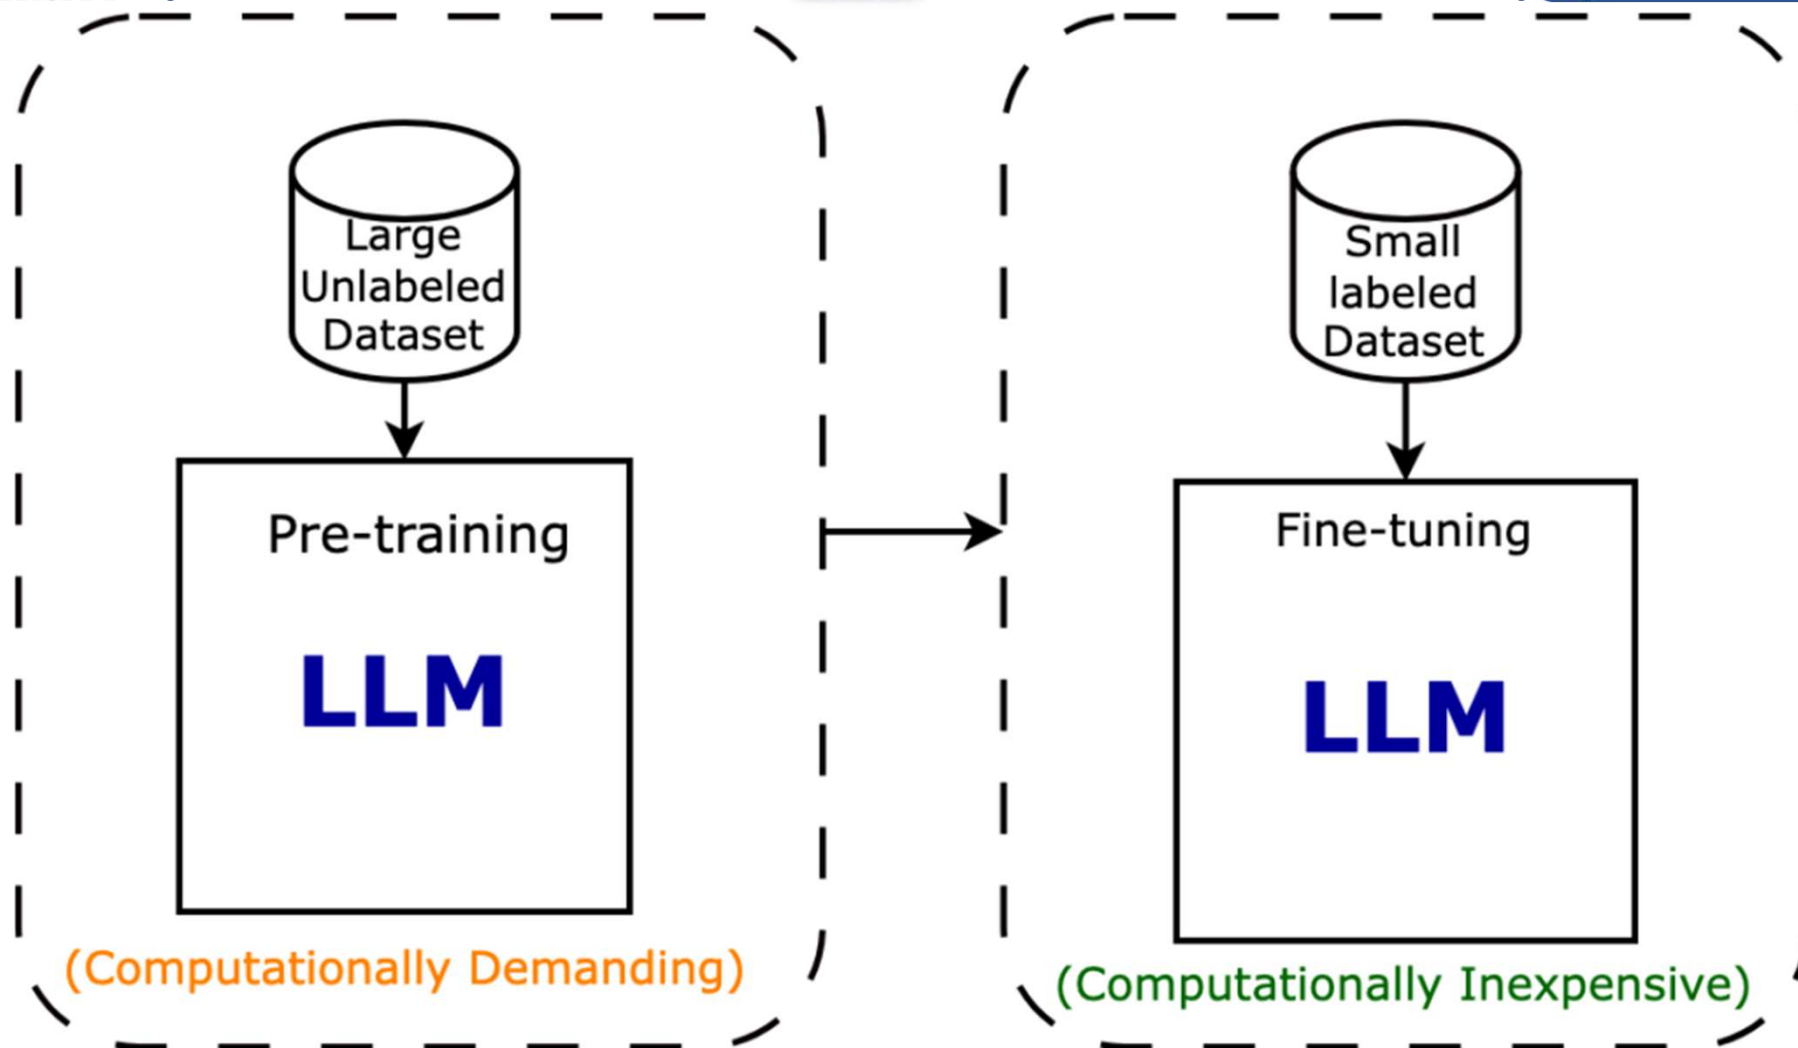 Large
Unlabeled
Dataset
Pre-training
LLM
(Computationally Demanding)
Small
labeled
Dataset
Fine-tuning
LLM
(Computationally Inexpensive)